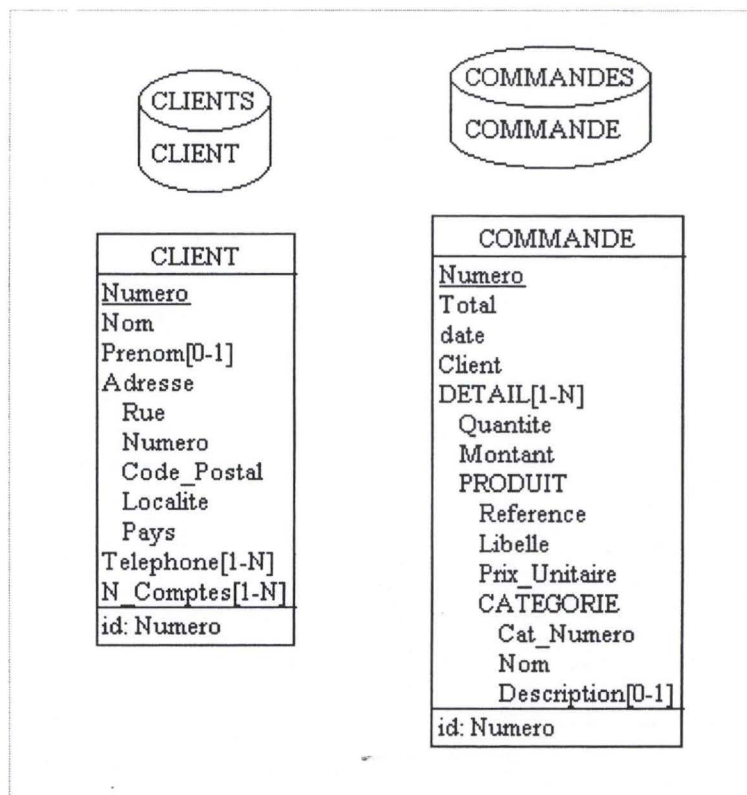 CLIENTS
CLIENT
COMMANDES
COMMANDE
CLIENT
Numero
Nom
Prenom[0-1]
Adresse
Rue
Numero
Code_Postal
Localite
Pays
Telephone[1-N]
N_Comptes[1-N]
id: Numero
COMMANDE
Numero
Total
date
Client
DETAIL[1-N]
Quantite
Montant
PRODUIT
Reference
Libelle
Prix_Unitaire
CATEGORIE
Cat_Numero
Nom
Description[0-1]
id: Numero